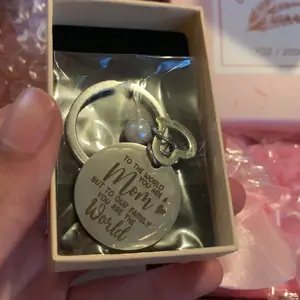 TO THE WORLD
YOU ARE A
Mom
BUT TO OUR FAMILY
YOU ARE THE
World